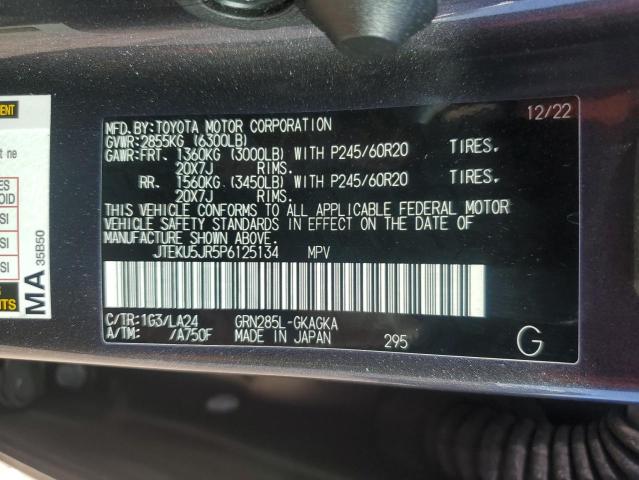 12/22
MFD.BY:TOYOTA MOTOR CORPORATION
GVWR:2855KG (6300LB)
GAWR:FRT. 1360KG (3000LB) WITH P245/60R20 TIRES.
20X7J RIMS.
RR. 1560KG (3450LB) WITH P245/60R20 TIRES.
20X7J RIMS.
THIS VEHICLE CONFORMS TO ALL APPLICABLE FEDERAL MOTOR
VEHICLE SAFETY STANDARDS IN EFFECT ON THE DATE OF
MANUFACTURE SHOWN ABOVE.
JTEKU5JR5P6125134 MPV
C/TR:1G3/LA24 GRN285L-GKAGKA
A/TM: /A750F MADE IN JAPAN 295 G
MA 35B50